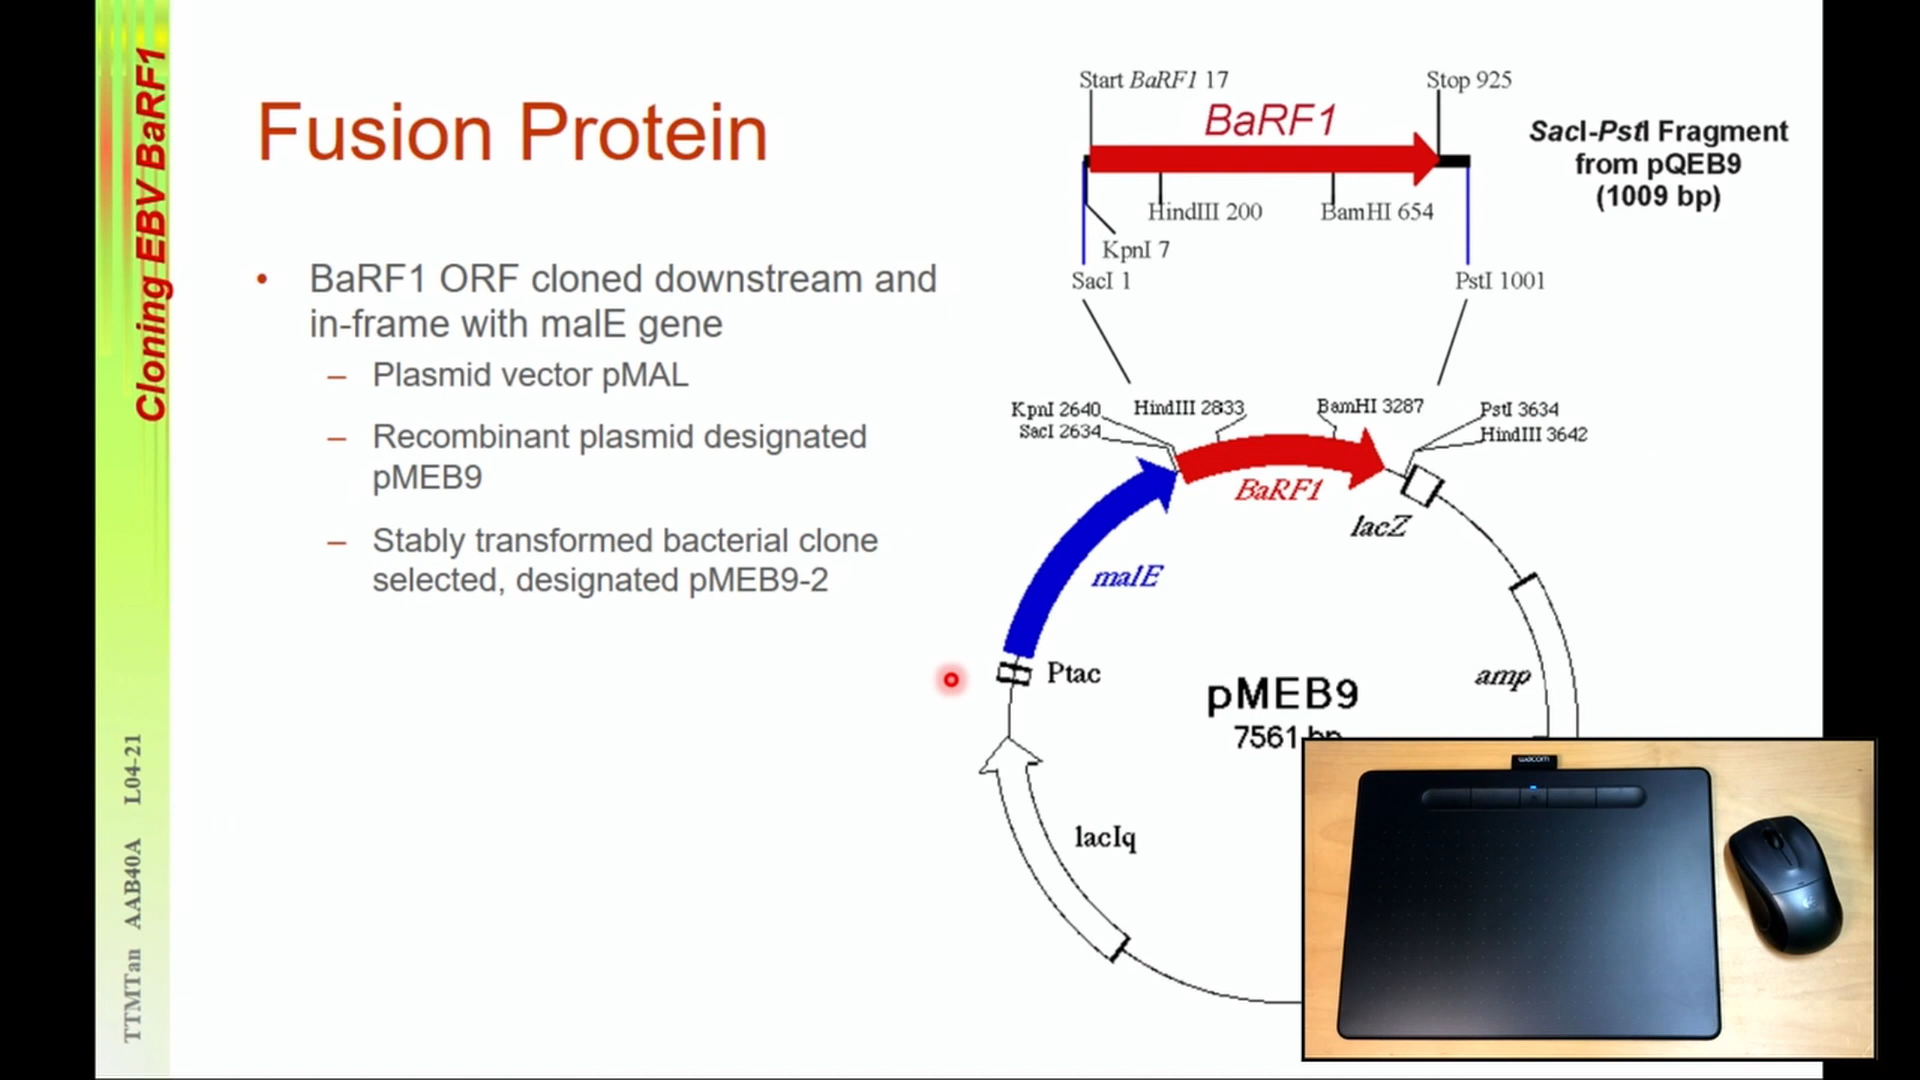 Cloning EBV BaRF1
TTMTan AAB40A L04-21
Fusion Protein
• BaRF1 ORF cloned downstream and
in-frame with malE gene
– Plasmid vector pMAL
– Recombinant plasmid designated
pMEB9
– Stably transformed bacterial clone
selected, designated pMEB9-2
Start BaRF1 17
Stop 925
BaRF1
SacI-PstI Fragment
from pQEB9
(1009 bp)
HindIII 200
BamHI 654
KpnI 7
SacI 1
PstI 1001
KpnI 2640
HindIII 2833
BamHI 3287
PstI 3634
SacI 2634
HindIII 3642
BaRF1
lacZ
malE
Ptac
amp
pMEB9
7561 bp
lacIq
wacom